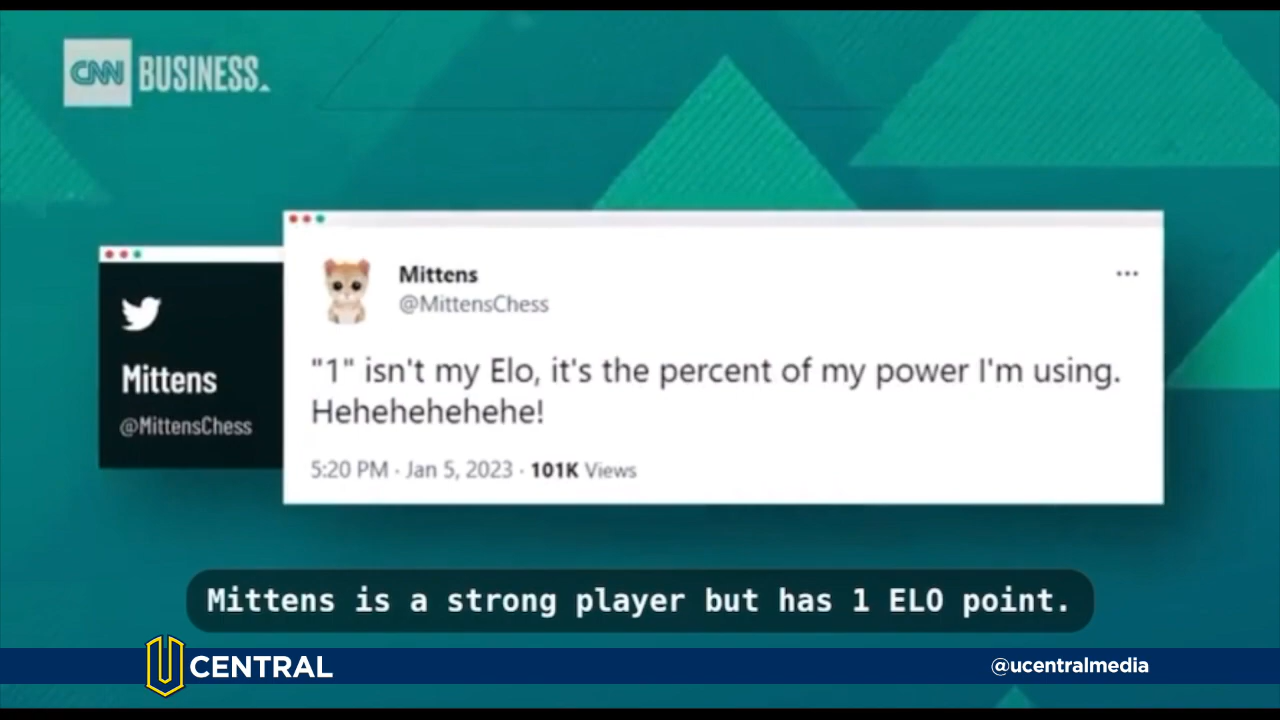 CNN BUSINESS.
Mittens
@MittensChess
Mittens
@MittensChess
"1" isn't my Elo, it's the percent of my power I'm using.
Hehehehehehe!
5:20 PM · Jan 5, 2023 · 101K Views
Mittens is a strong player but has 1 ELO point.
U CENTRAL
@ucentralmedia